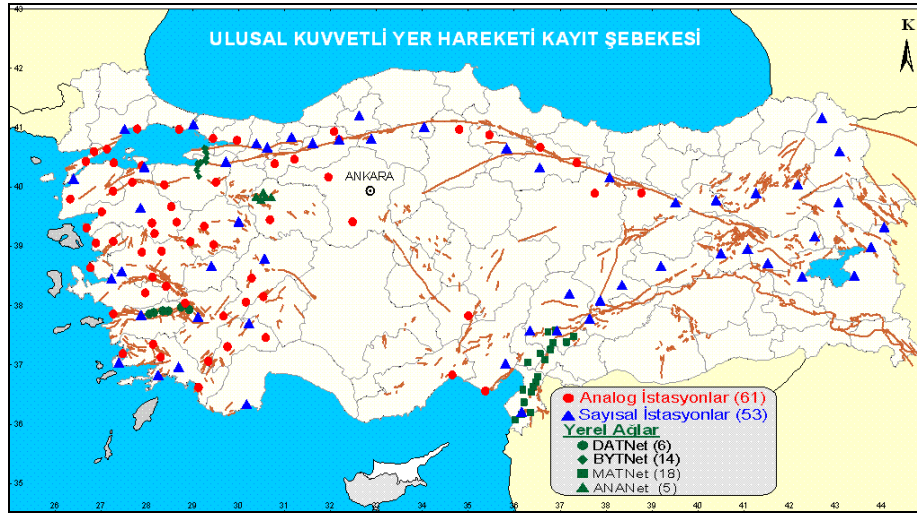 ULUSAL KUVVETLİ YER HAREKETİ KAYIT ŞEBEKESİ
K
43
42
41
40
39
38
37
36
35
ANKARA
Analog İstasyonlar (61)
Sayısal İstasyonlar (53)
Yerel Ağlar
DATNet (6)
BYTNet (14)
MATNet (18)
ANANet (5)
26 27 28 29 30 31 32 33 34 35 36 37 38 39 40 41 42 43 44